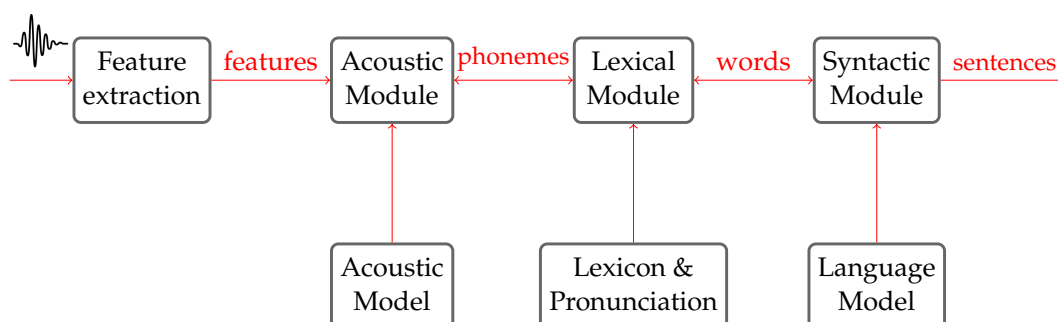 Feature
extraction
features
Acoustic
Module
phonemes
Lexical
Module
words
Syntactic
Module
sentences
Acoustic
Model
Lexicon &
Pronunciation
Language
Model